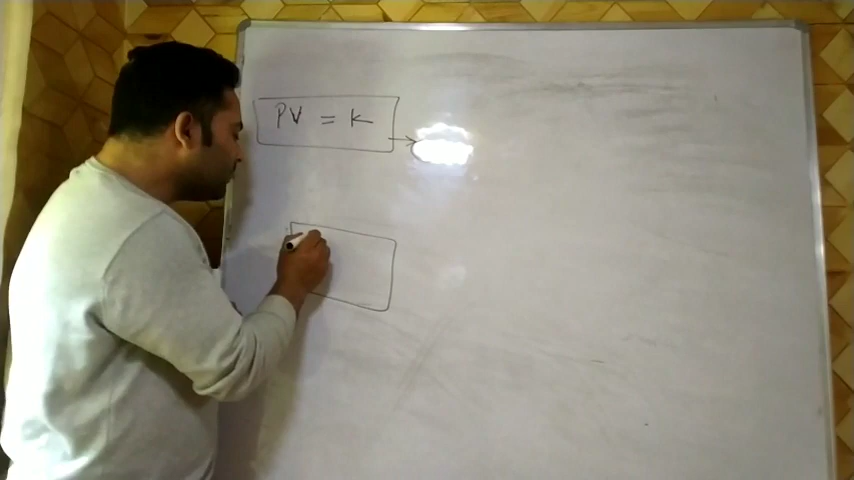 PV = K